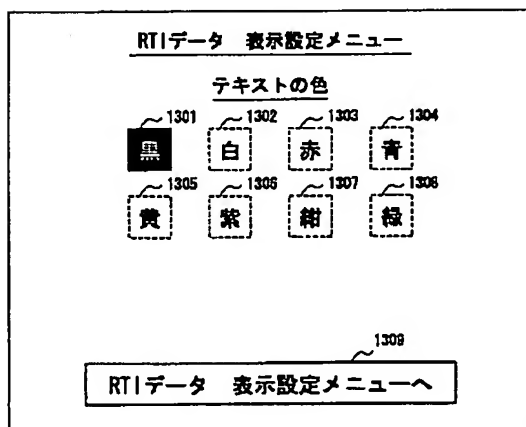 RTIデータ 表示設定メニュー
テキストの色
1301 1302 1303 1304
黒 白 赤 青
1305 1306 1307 1308
黄 紫 紺 緑
1309
RTIデータ 表示設定メニューへ